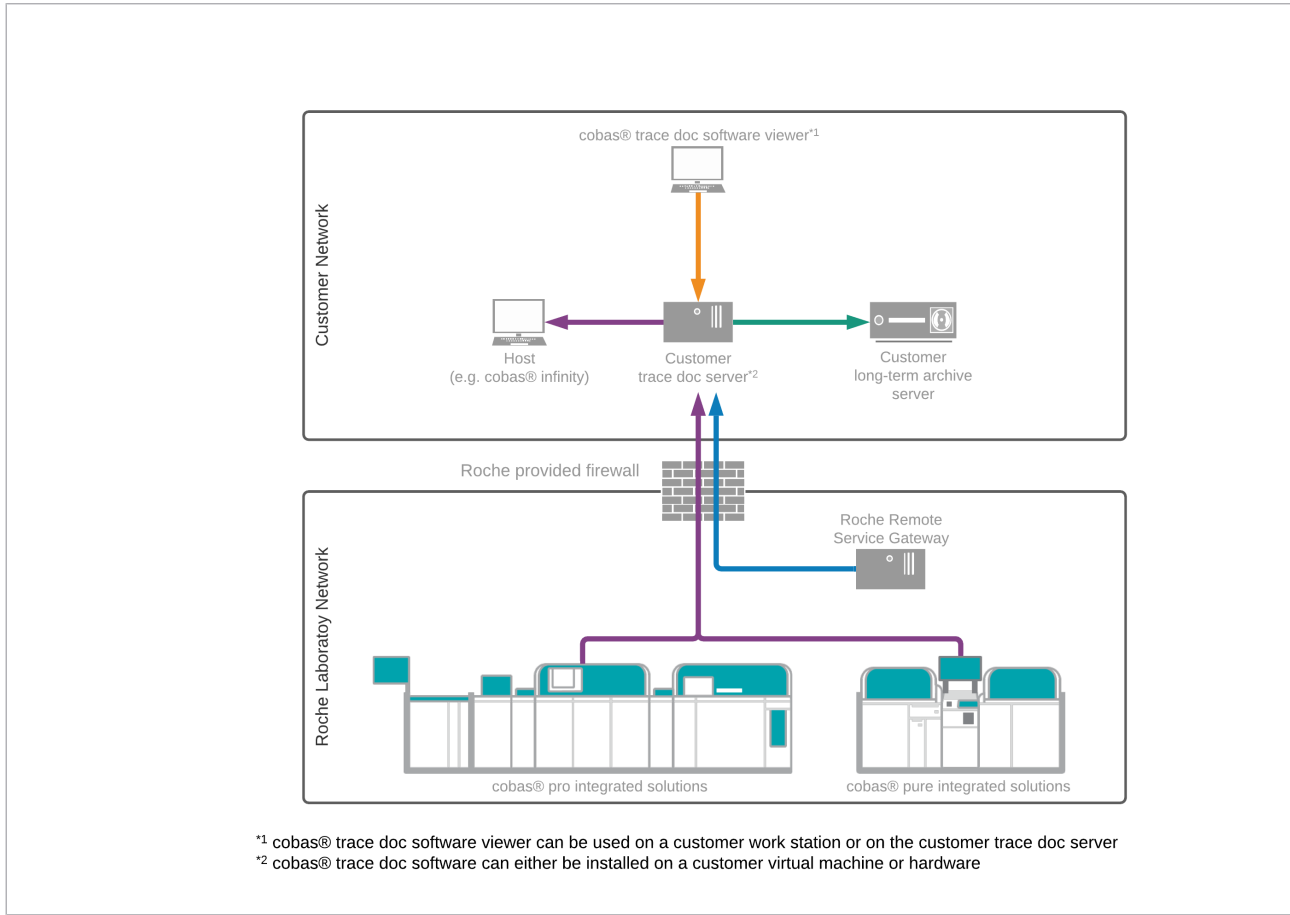 cobas® trace doc software viewer*1
Customer Network
Host
(e.g. cobas® infinity)
Customer
trace doc server*2
Customer
long-term archive
server
Roche provided firewall
Roche Remote
Service Gateway
Roche Laboratoy Network
cobas® pro integrated solutions
cobas® pure integrated solutions
*1 cobas® trace doc software viewer can be used on a customer work station or on the customer trace doc server
*2 cobas® trace doc software can either be installed on a customer virtual machine or hardware